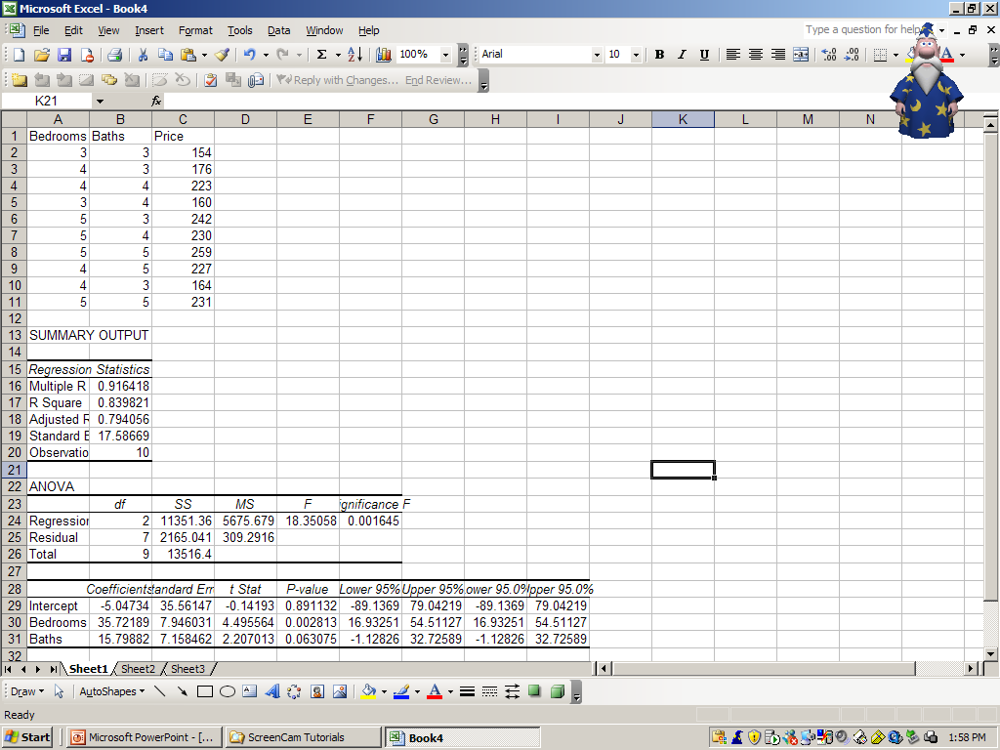 Microsoft Excel - Book4
File Edit View Insert Format Tools Data Window Help
Type a question for help
100% Arial 10 B I U
Reply with Changes... End Review...
K21 fx
A B C D E F G H I J K L M N
1 Bedrooms Baths Price
2 3 3 154
3 4 3 176
4 4 4 223
5 3 4 160
6 5 3 242
7 5 4 230
8 5 5 259
9 4 5 227
10 4 3 164
11 5 5 231
12
13 SUMMARY OUTPUT
14
15 Regression Statistics
16 Multiple R 0.916418
17 R Square 0.839821
18 Adjusted R 0.794056
19 Standard E 17.58669
20 Observatio 10
21
22 ANOVA
23 df SS MS F ignificance F
24 Regression 2 11351.36 5675.679 18.35058 0.001645
25 Residual 7 2165.041 309.2916
26 Total 9 13516.4
27
28 Coefficients tandard Erro t Stat P-value Lower 95% Upper 95% ower 95.0% pper 95.0%
29 Intercept -5.04734 35.56147 -0.14193 0.891132 -89.1369 79.04219 -89.1369 79.04219
30 Bedrooms 35.72189 7.946031 4.495564 0.002813 16.93251 54.51127 16.93251 54.51127
31 Baths 15.79882 7.158462 2.207013 0.063075 -1.12826 32.72589 -1.12826 32.72589
32
Sheet1 Sheet2 Sheet3
Draw AutoShapes
Ready
Start Microsoft PowerPoint - [... ScreenCam Tutorials Book4 1:58 PM